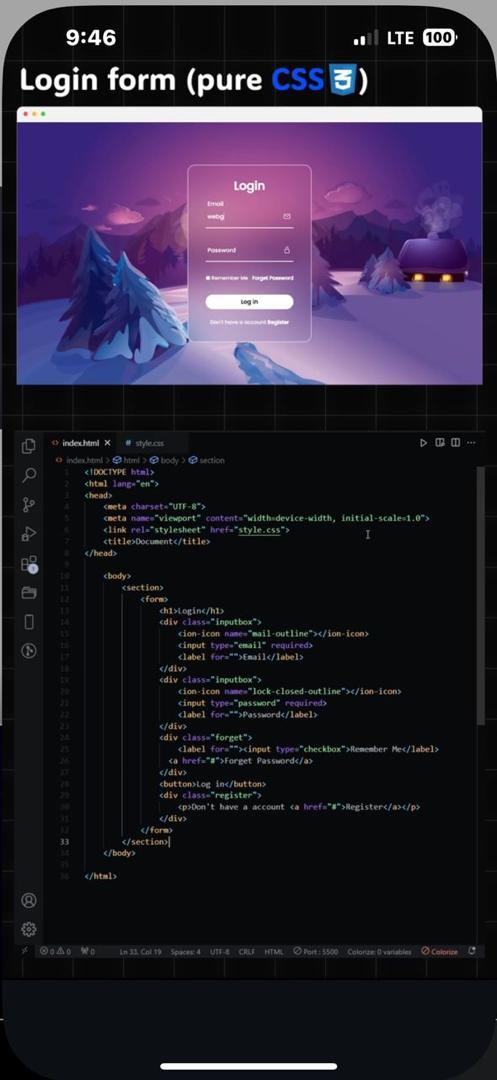 9:46 LTE 100
Login form (pure CSS3)
Login
Email
webg
Password
Remember Me Forget Password
Log in
Don't have a account Register
index.html style.css
index.html > html > body > section
1 <!DOCTYPE html>
2 <html lang="en">
3 <head>
4 <meta charset="UTF-8">
5 <meta name="viewport" content="width=device-width, initial-scale=1.0">
6 <link rel="stylesheet" href="style.css">
7 <title>Document</title>
8 </head>
9
10 <body>
11 <section>
12 <form>
13 <h1>Login</h1>
14 <div class="inputbox">
15 <ion-icon name="mail-outline"></ion-icon>
16 <input type="email" required>
17 <label for="">Email</label>
18 </div>
19 <div class="inputbox">
20 <ion-icon name="lock-closed-outline"></ion-icon>
21 <input type="password" required>
22 <label for="">Password</label>
23 </div>
24 <div class="forget">
25 <label for=""><input type="checkbox">Remember Me</label>
26 <a href="#">Forget Password</a>
27 </div>
28 <button>Log in</button>
29 <div class="register">
30 <p>Don't have a account <a href="#">Register</a></p>
31 </div>
32 </form>
33 </section>
34 </body>
35
36 </html>
0 0 0 Ln 33, Col 19 Spaces: 4 UTF-8 CRLF HTML Port : 5500 Colorize: 0 variables Colorize